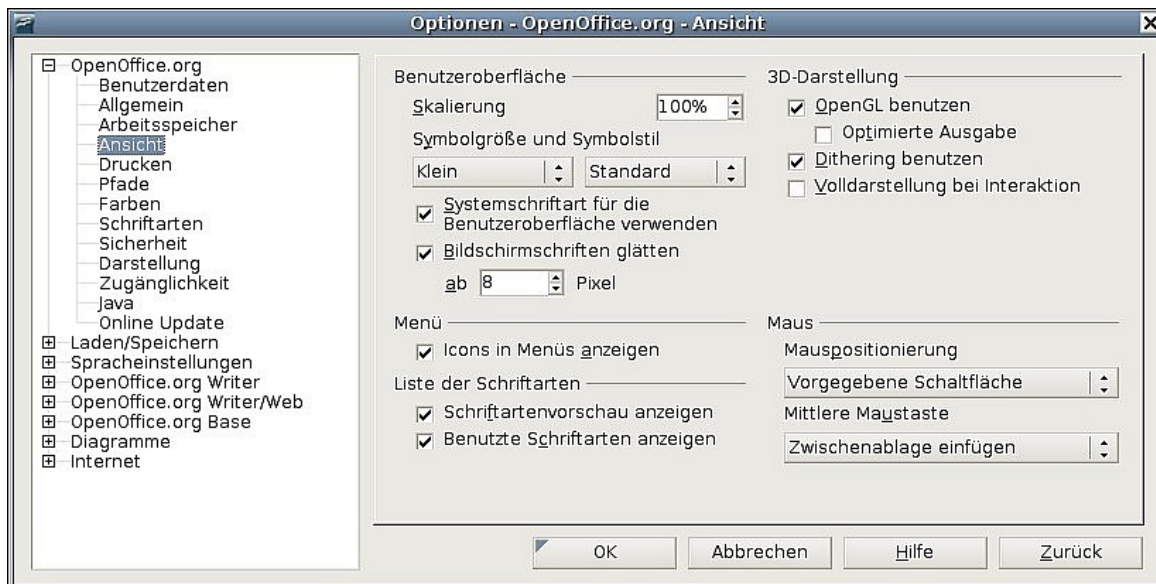 Optionen - OpenOffice.org - Ansicht
OpenOffice.org
Benutzerdaten
Allgemein
Arbeitsspeicher
Ansicht
Drucken
Pfade
Farben
Schriftarten
Sicherheit
Darstellung
Zugänglichkeit
Java
Online Update
Laden/Speichern
Spracheinstellungen
OpenOffice.org Writer
OpenOffice.org Writer/Web
OpenOffice.org Base
Diagramme
Internet
Benutzeroberfläche
Skalierung 100%
Symbolgröße und Symbolstil
Klein Standard
Systemschriftart für die
Benutzeroberfläche verwenden
Bildschirmschriften glätten
ab 8 Pixel
Menü
Icons in Menüs anzeigen
Liste der Schriftarten
Schriftartenvorschau anzeigen
Benutzte Schriftarten anzeigen
3D-Darstellung
OpenGL benutzen
Optimierte Ausgabe
Dithering benutzen
Volldarstellung bei Interaktion
Maus
Mauspositionierung
Vorgegebene Schaltfläche
Mittlere Maustaste
Zwischenablage einfügen
OK Abbrechen Hilfe Zurück